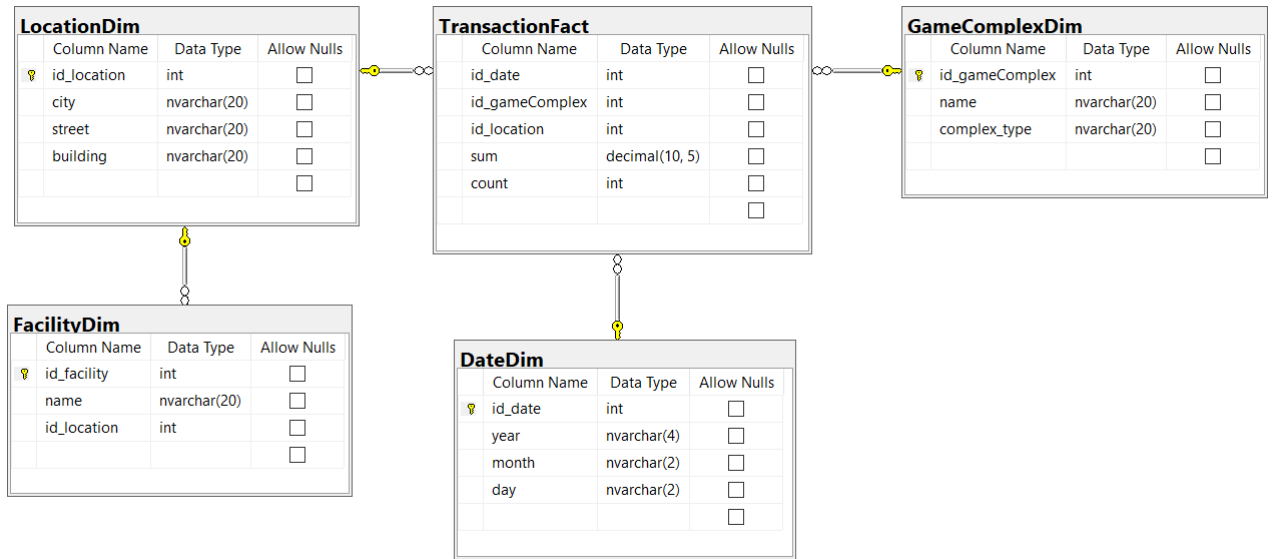 LocationDim
Column Name Data Type Allow Nulls
id_location int
city nvarchar(20)
street nvarchar(20)
building nvarchar(20)
TransactionFact
Column Name Data Type Allow Nulls
id_date int
id_gameComplex int
id_location int
sum decimal(10, 5)
count int
GameComplexDim
Column Name Data Type Allow Nulls
id_gameComplex int
name nvarchar(20)
complex_type nvarchar(20)
FacilityDim
Column Name Data Type Allow Nulls
id_facility int
name nvarchar(20)
id_location int
DateDim
Column Name Data Type Allow Nulls
id_date int
year nvarchar(4)
month nvarchar(2)
day nvarchar(2)